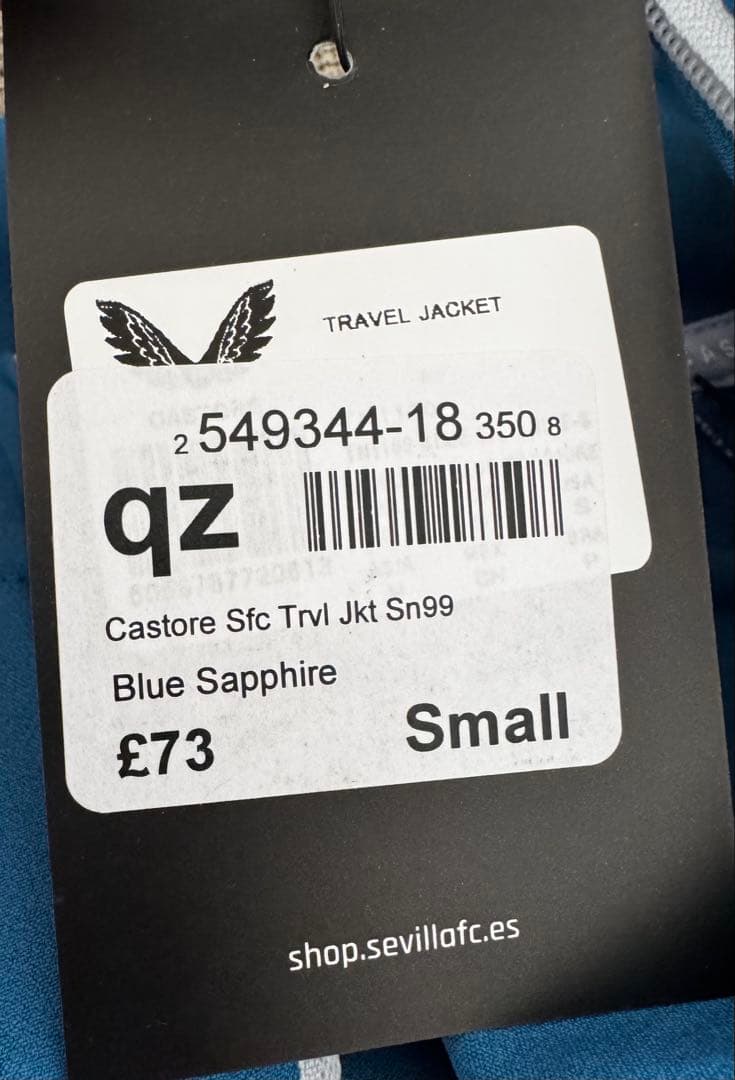 TRAVEL JACKET
2 549344-18 350 8
qz
Castore Sfc Trvl Jkt Sn99
Blue Sapphire
£73 Small
shop.sevillafc.es